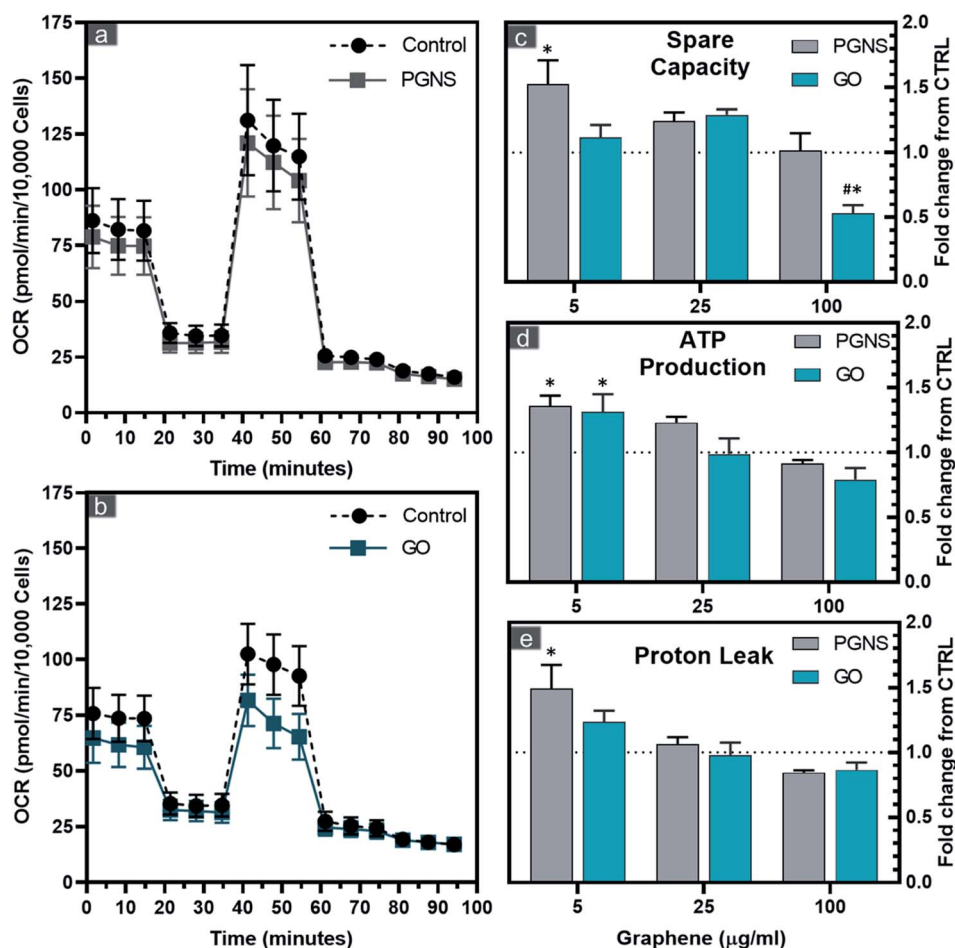 a
Control
PGNS
OCR (pmol/min/10,000 Cells)
175
150
125
100
75
50
25
0
0 10 20 30 40 50 60 70 80 90 100
Time (minutes)
b
Control
GO
OCR (pmol/min/10,000 Cells)
175
150
125
100
75
50
25
0
0 10 20 30 40 50 60 70 80 90 100
Time (minutes)
c
Spare
Capacity
PGNS
GO
*
#*
2.0
1.5
1.0
0.5
0.0
Fold change from CTRL
5 25 100
d
ATP
Production
PGNS
GO
* *
2.0
1.5
1.0
0.5
0.0
Fold change from CTRL
5 25 100
e
Proton Leak
PGNS
GO
*
2.0
1.5
1.0
0.5
0.0
Fold change from CTRL
5 25 100
Graphene (µg/ml)